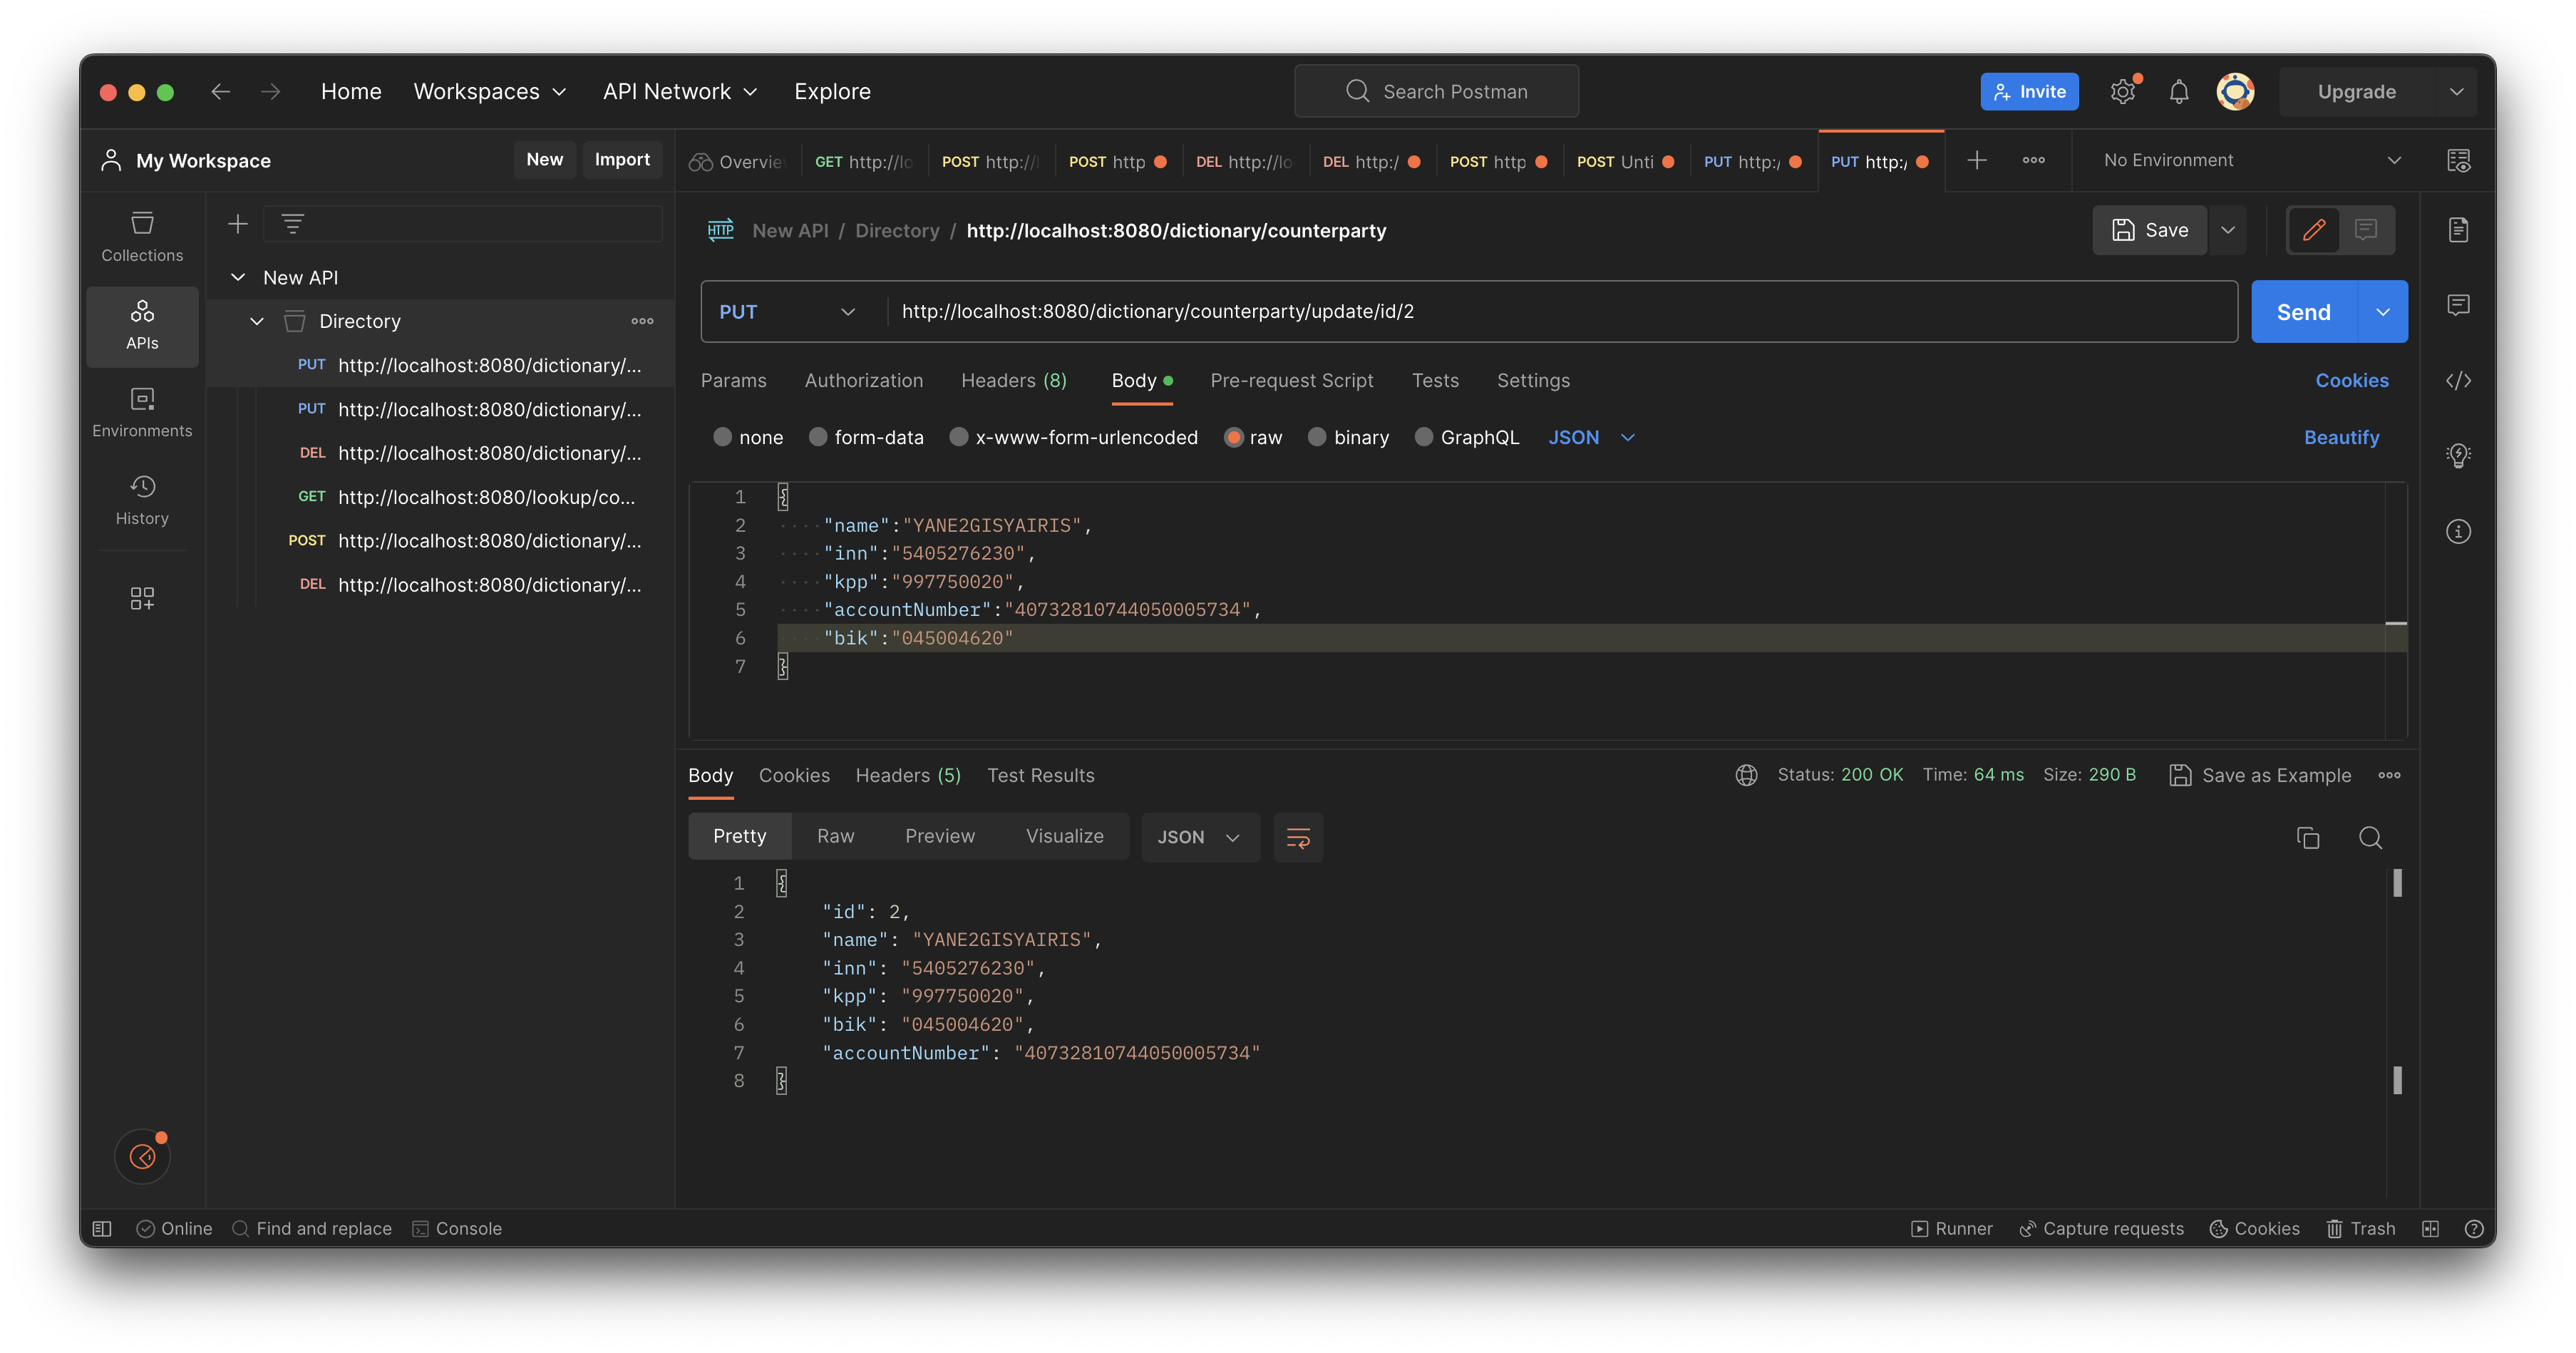 Home Workspaces API Network Explore Search Postman Invite Upgrade
My Workspace New Import
Overvie GET http://lo POST http://l POST http DEL http://lo DEL http:/ POST http POST Unti PUT http:/ PUT http:/ No Environment
Collections
APIs
Environments
History
New API
Directory
PUT http://localhost:8080/dictionary/...
PUT http://localhost:8080/dictionary/...
DEL http://localhost:8080/dictionary/...
GET http://localhost:8080/lookup/co...
POST http://localhost:8080/dictionary/...
DEL http://localhost:8080/dictionary/...
HTTP New API / Directory / http://localhost:8080/dictionary/counterparty Save
PUT http://localhost:8080/dictionary/counterparty/update/id/2 Send
Params Authorization Headers (8) Body Pre-request Script Tests Settings Cookies
none form-data x-www-form-urlencoded raw binary GraphQL JSON Beautify
1 {
2 "name":"YANE2GISYAIRIS",
3 "inn":"5405276230",
4 "kpp":"997750020",
5 "accountNumber":"40732810744050005734",
6 "bik":"045004620"
7 }
Body Cookies Headers (5) Test Results Status: 200 OK Time: 64 ms Size: 290 B Save as Example
Pretty Raw Preview Visualize JSON
1 {
2 "id": 2,
3 "name": "YANE2GISYAIRIS",
4 "inn": "5405276230",
5 "kpp": "997750020",
6 "bik": "045004620",
7 "accountNumber": "40732810744050005734"
8 }
Online Find and replace Console Runner Capture requests Cookies Trash